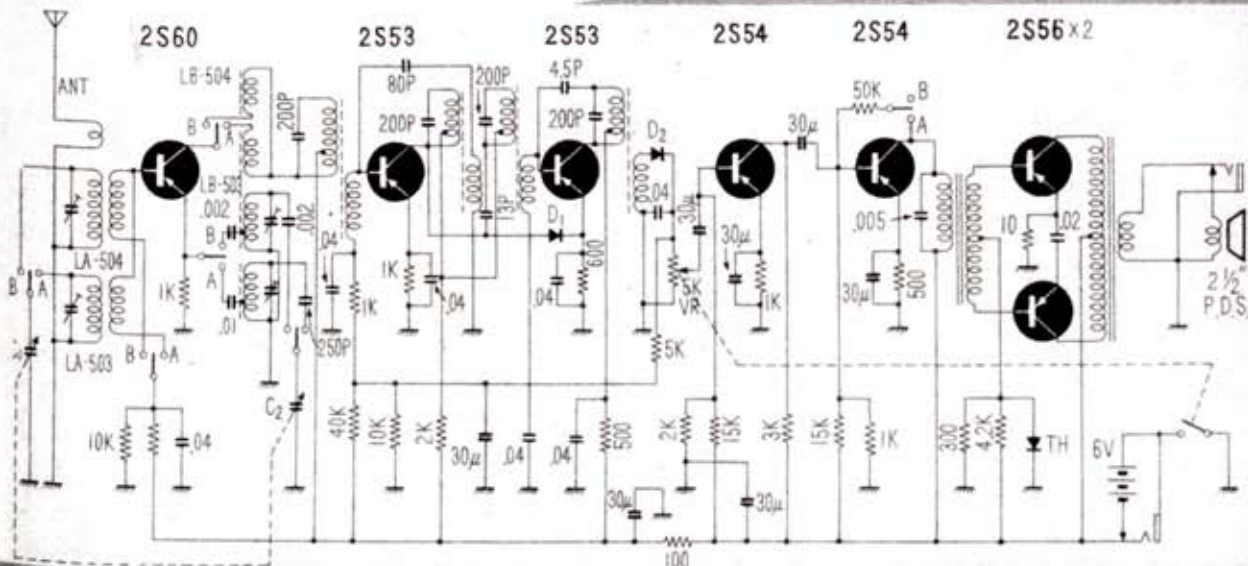 2S60
2S53
2S53
2S54
2S54
2S56×2
ANT
LB-504
80P
200P
4.5P
50K
B
A
B
A
200P
200P
200P
D2
30μ
LB-503
.002
.002
.04
.04
13P
D1
600
30μ
.005
10
.02
LA-504
B
A
1K
.04
1K
1K
.04
.04
5K
VR
30μ
1K
30μ
500
2 ½"
P.D.S.
B
A
.01
250P
LA-503
B
A
5K
C2
10K
.04
40K
10K
2K
30μ
.04
.04
500
2K
15K
3K
15K
1K
300
4.2K
TH
6V
30μ
30μ
100